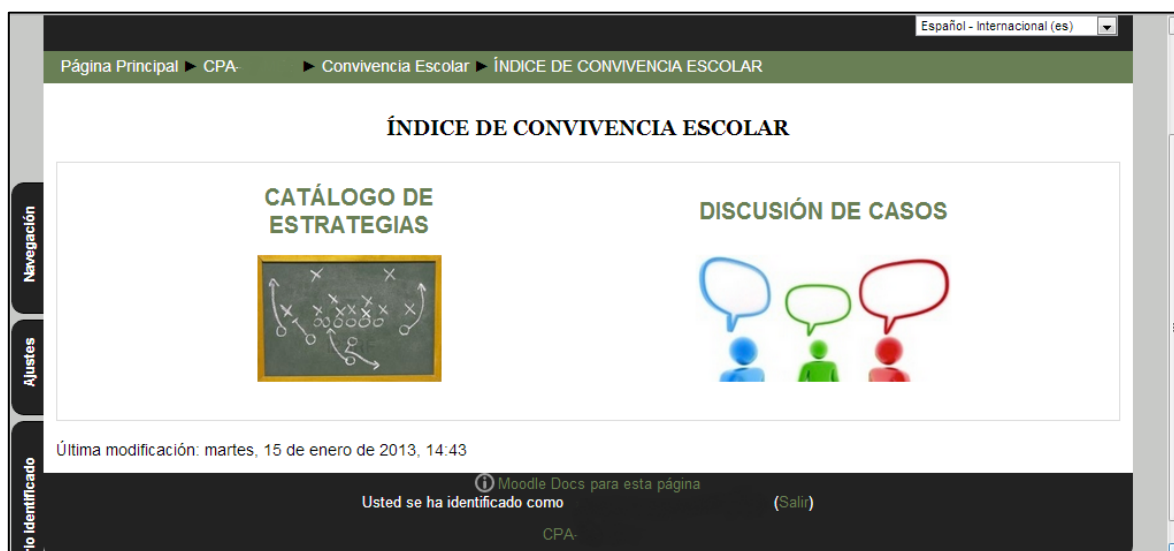 Español - Internacional (es)
Página Principal ► CPA- ► Convivencia Escolar ► ÍNDICE DE CONVIVENCIA ESCOLAR
ÍNDICE DE CONVIVENCIA ESCOLAR
CATÁLOGO DE
ESTRATEGIAS
DISCUSIÓN DE CASOS
Navegación
Ajustes
Identificado
Última modificación: martes, 15 de enero de 2013, 14:43
Moodle Docs para esta página
Usted se ha identificado como (Salir)
CPA-